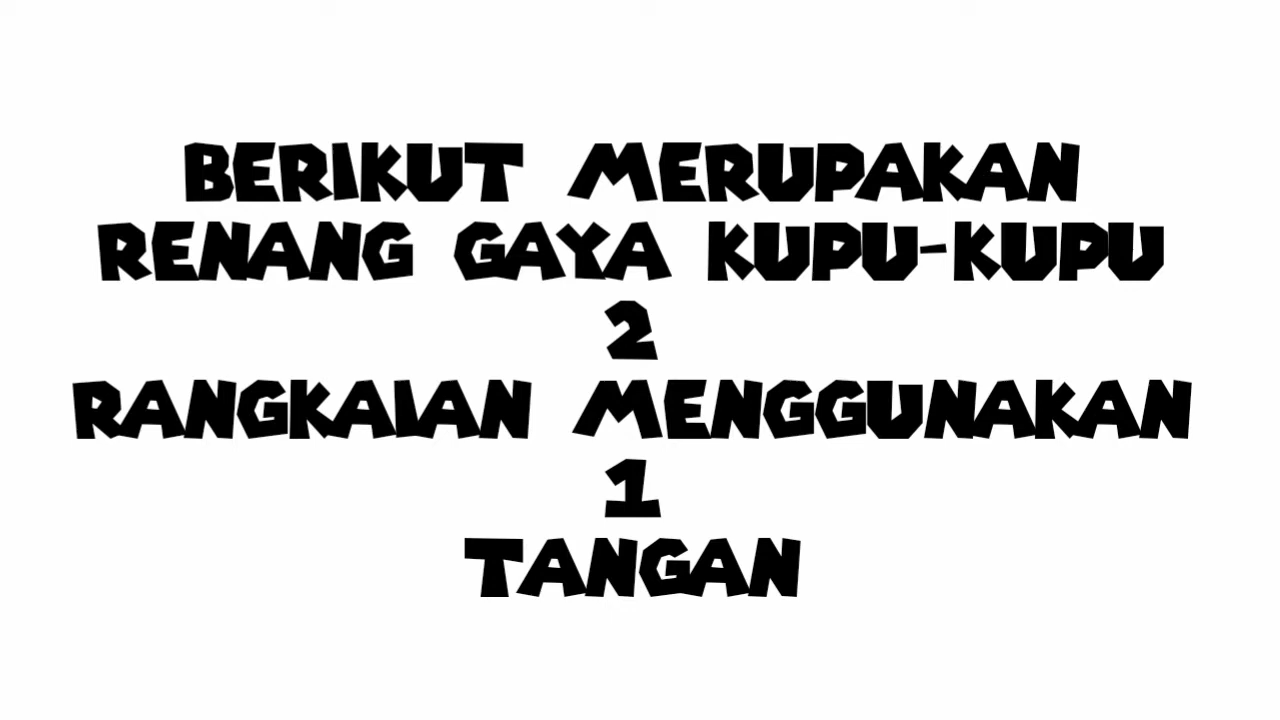 BERIKUT MERUPAKAN
RENANG GAYA KUPU-KUPU
2
RANGKAIAN MENGGUNAKAN
1
TANGAN